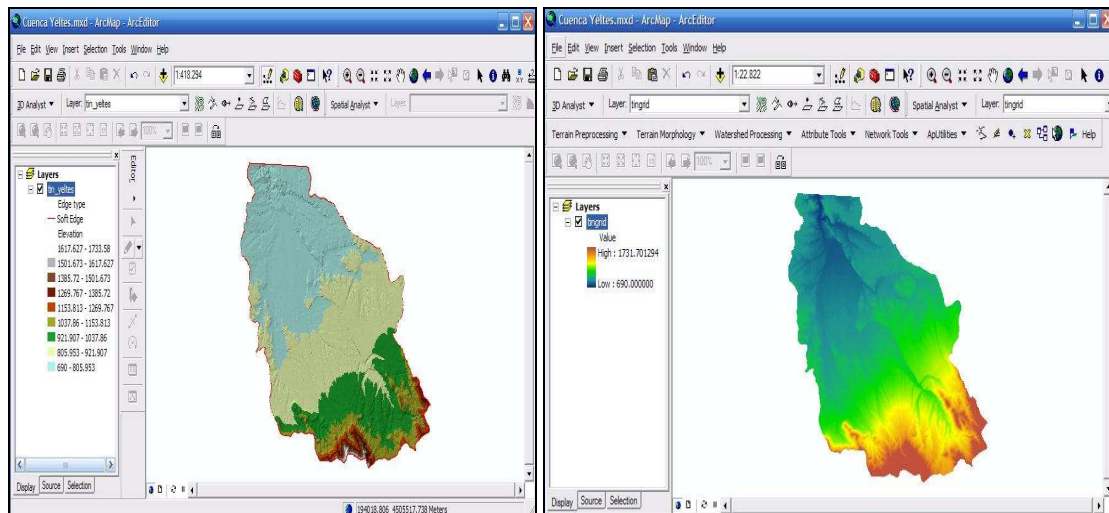 Cuenca Yeltes.mxd - ArcMap - ArcEditor
File Edit View Insert Selection Tools Window Help
1:418.294
3D Analyst Layer: tin_yeltes Spatial Analyst Layer:
100%
Editor
Layers
tin_yeltes
Edge type
Soft Edge
Elevation
1617.627 - 1733.58
1501.673 - 1617.627
1385.72 - 1501.673
1269.767 - 1385.72
1153.813 - 1269.767
1037.86 - 1153.813
921.907 - 1037.86
805.953 - 921.907
690 - 805.953
Display Source Selection
194018.806 4505517.738 Meters
Cuenca Yeltes.mxd - ArcMap - ArcEditor
File Edit View Insert Selection Tools Window Help
1:22.822
3D Analyst Layer: tingrid Spatial Analyst Layer: tingrid
Terrain Preprocessing Terrain Morphology Watershed Processing Attribute Tools Network Tools ApUtilities Help
100%
Layers
tingrid
Value
High : 1731.701294
Low : 690.000000
Display Source Selection